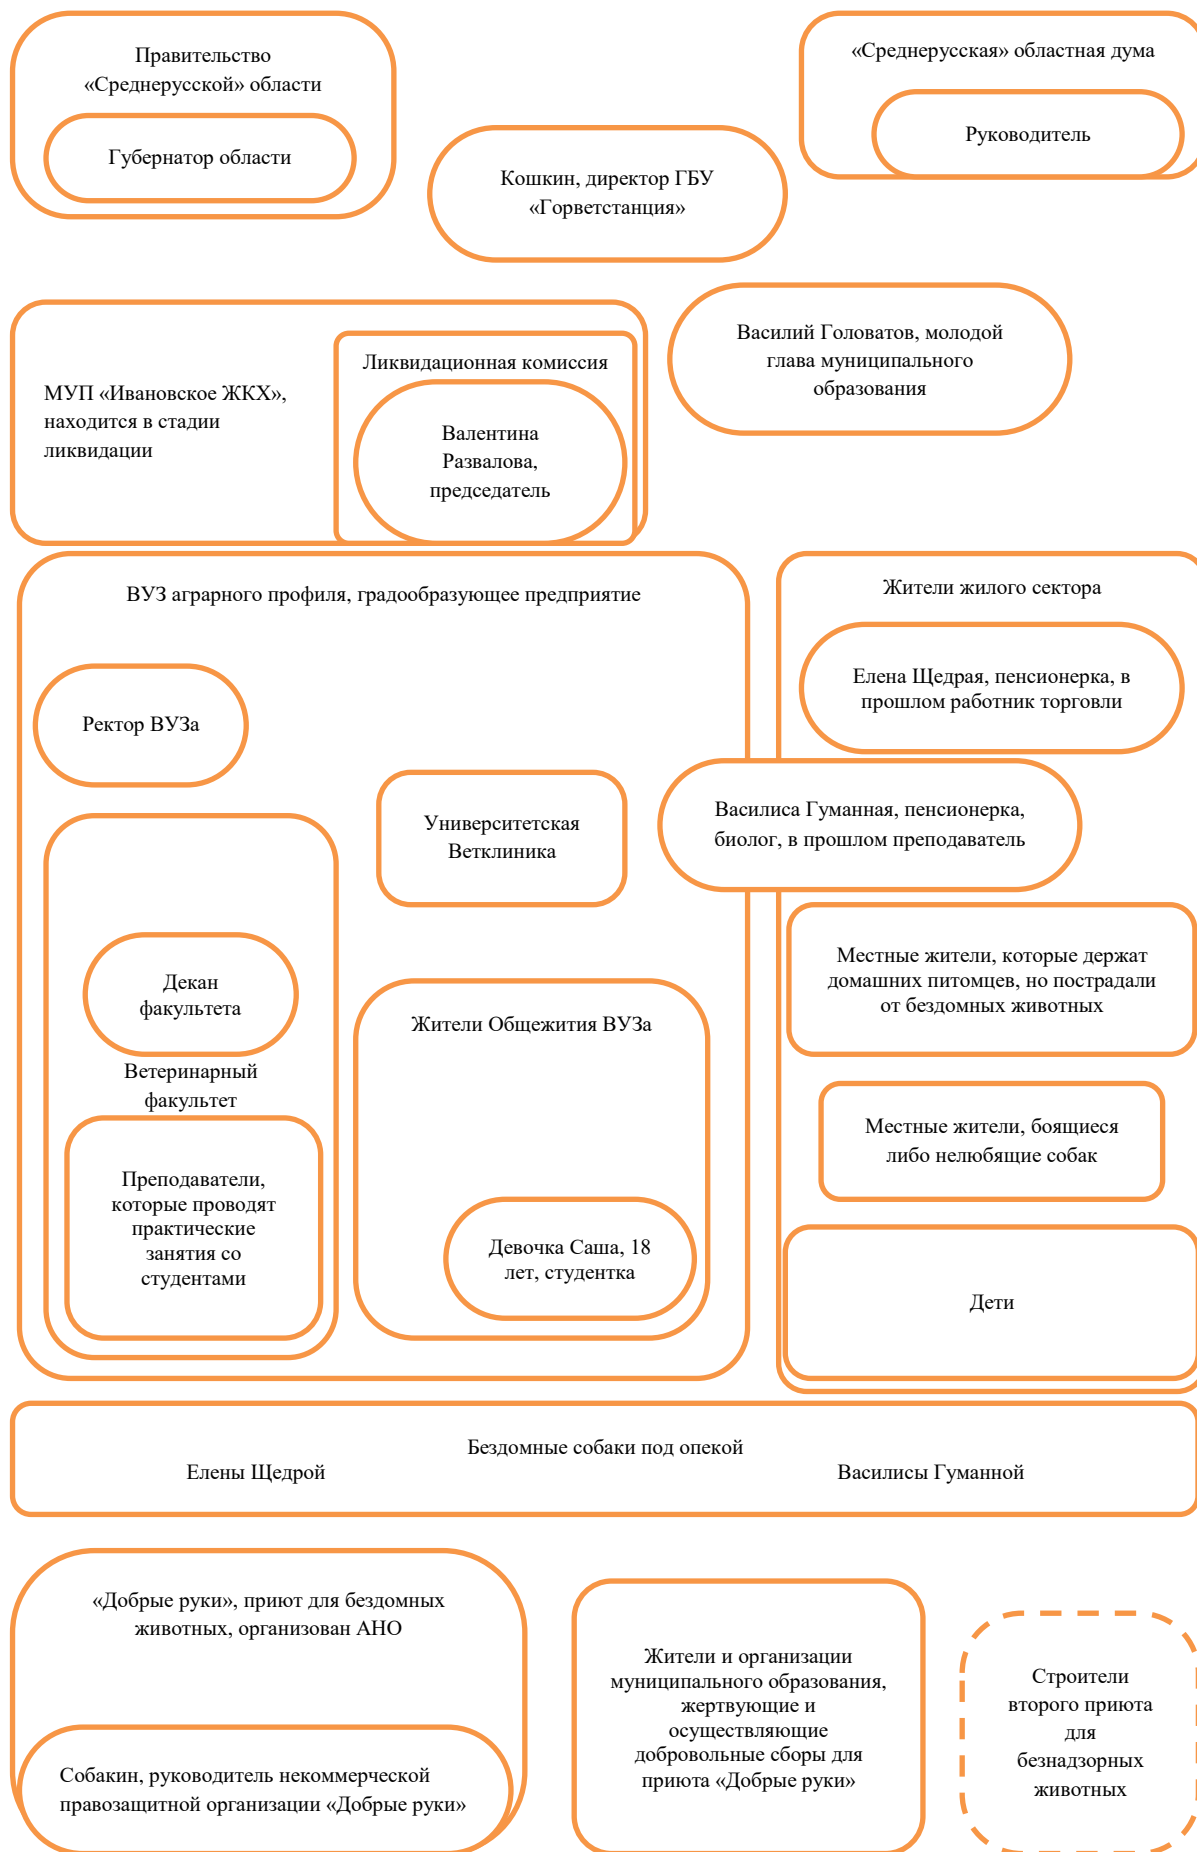 Правительство
«Среднерусской» области
Губернатор области
«Среднерусская» областная дума
Руководитель
Кошкин, директор ГБУ
«Горветстанция»
Василий Головатов, молодой
глава муниципального
образования
МУП «Ивановское ЖКХ»,
находится в стадии
ликвидации
Ликвидационная комиссия
Валентина
Развалова,
председатель
ВУЗ аграрного профиля, градообразующее предприятие
Ректор ВУЗа
Университетская
Ветклиника
Декан
факультета
Ветеринарный
факультет
Преподаватели,
которые проводят
практические
занятия со
студентами
Жители Общежития ВУЗа
Девочка Саша, 18
лет, студентка
Жители жилого сектора
Елена Щедрая, пенсионерка, в
прошлом работник торговли
Василиса Гуманная, пенсионерка,
биолог, в прошлом преподаватель
Местные жители, которые держат
домашних питомцев, но пострадали
от бездомных животных
Местные жители, боящиеся
либо нелюбящие собак
Дети
Бездомные собаки под опекой
Елены Щедрой Василисы Гуманной
«Добрые руки», приют для бездомных
животных, организован АНО
Собакин, руководитель некоммерческой
правозащитной организации «Добрые руки»
Жители и организации
муниципального образования,
жертвующие и
осуществляющие
добровольные сборы для
приюта «Добрые руки»
Строители
второго приюта
для
безнадзорных
животных